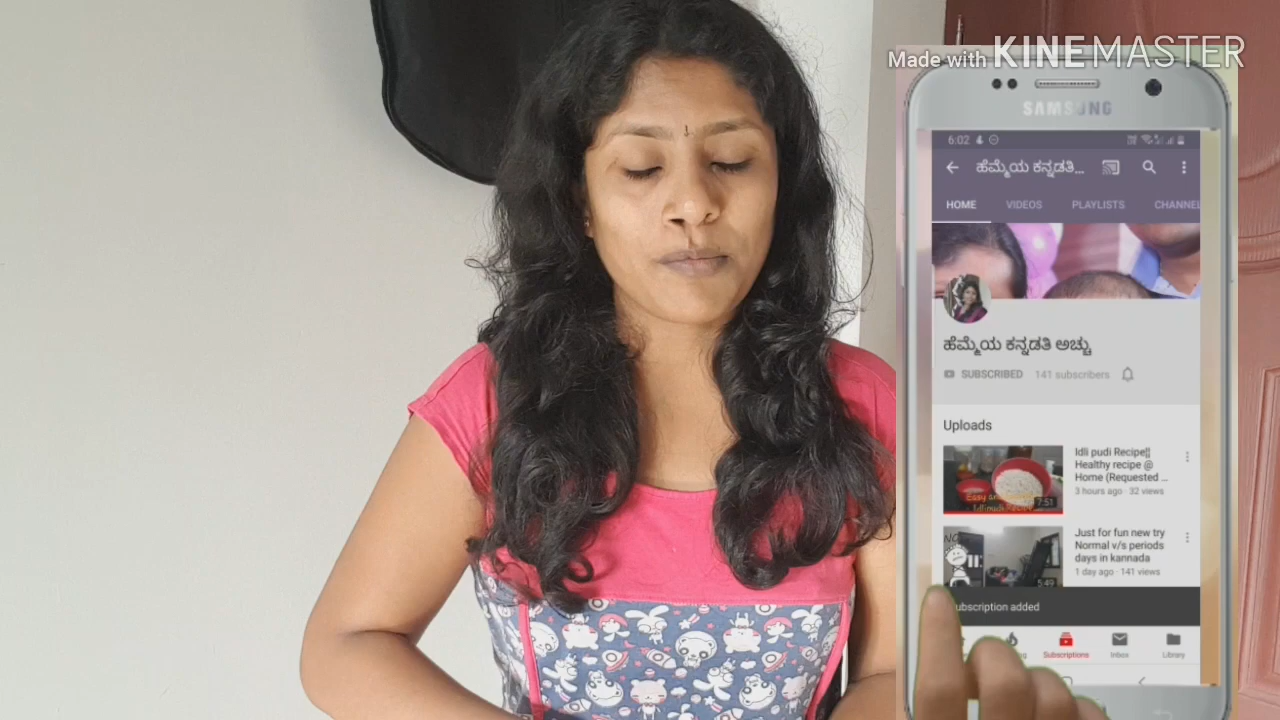 Made with KINEMASTER
SAMSUNG
6:02
ಹೆಮ್ಮೆಯ ಕನ್ನಡತಿ...
HOME VIDEOS PLAYLISTS CHANNEL
ಹೆಮ್ಮೆಯ ಕನ್ನಡತಿ ಅಚ್ಚು
SUBSCRIBED 141 subscribers
Uploads
Idli pudi Recipe||
Healthy recipe @
Home (Requested ...
3 hours ago · 32 views
7:51
Just for fun new try
Normal v/s periods
days in kannada
1 day ago · 141 views
5:49
ubscription added
Subscriptions Inbox Library